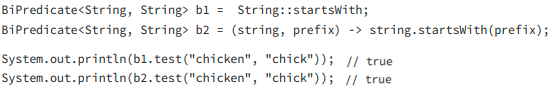 BiPredicate<String, String> b1 =  String::startsWith;
BiPredicate<String, String> b2 = (string, prefix) -> string.startsWith(prefix);
System.out.println(b1.test("chicken", "chick"));  // true
System.out.println(b2.test("chicken", "chick"));  // true